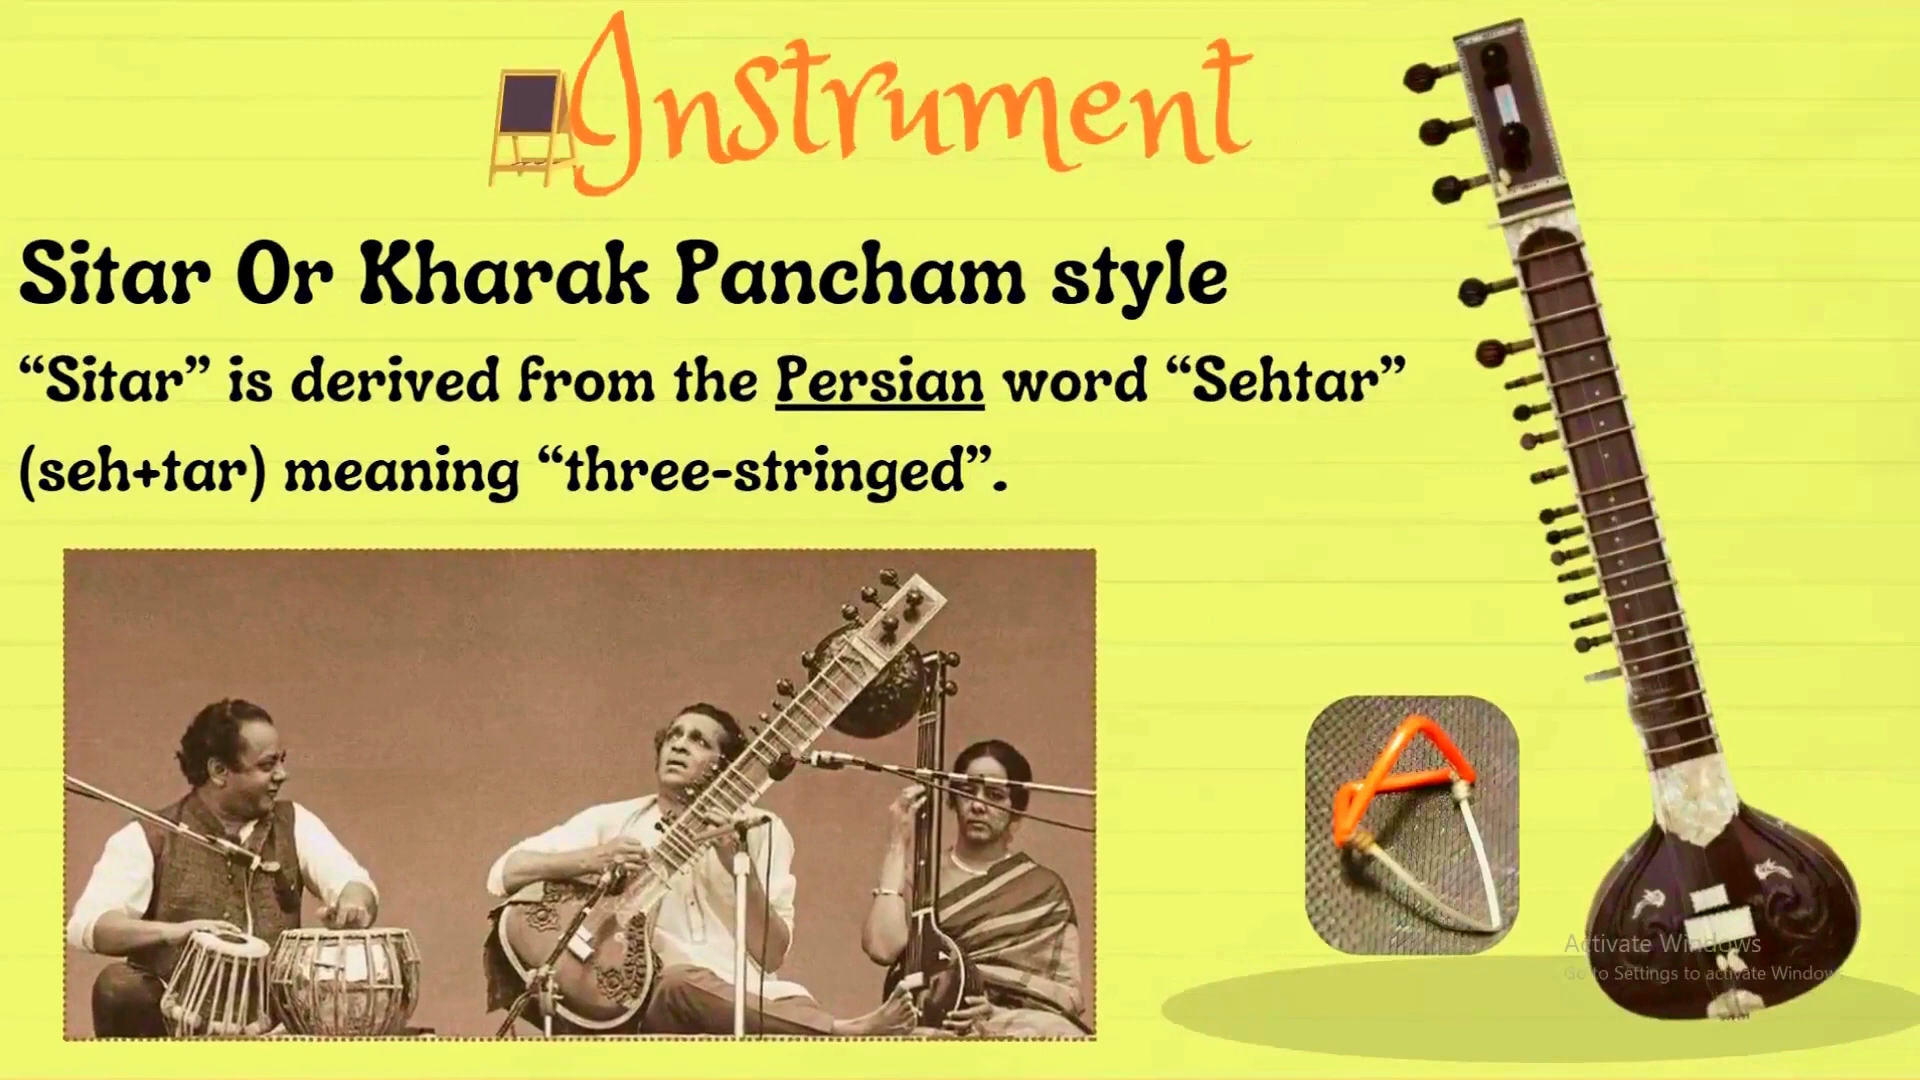 Instrument
Sitar Or Kharak Pancham style
“Sitar” is derived from the Persian word “Sehtar”
(seh+tar) meaning “three-stringed”.
Activate Windows
Go to Settings to activate Windows